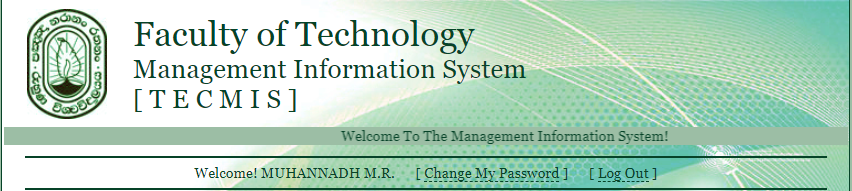 Faculty of Technology
Management Information System
[ T E C M I S ]
Welcome To The Management Information System!
Welcome! MUHANNADH M.R. [ Change My Password ] [ Log Out ]